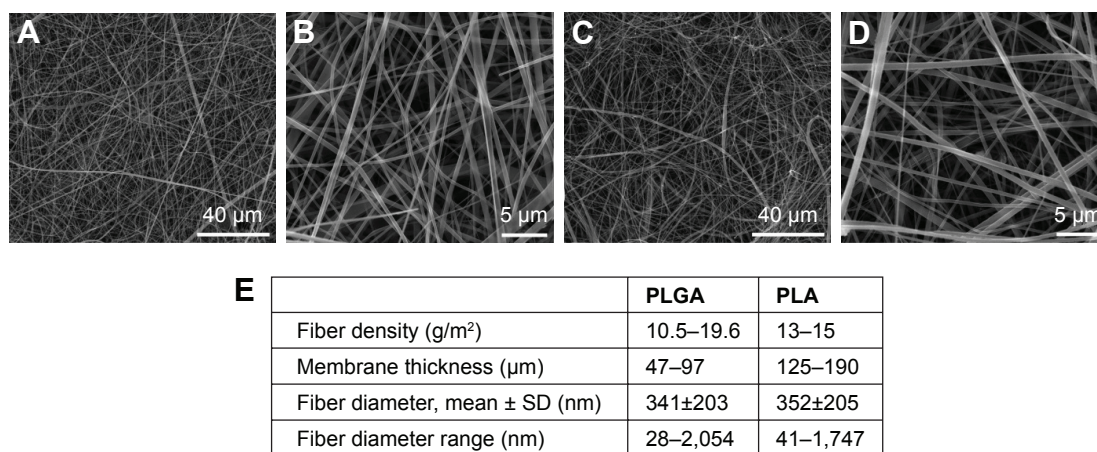 A
B
C
D
40 µm
5 µm
40 µm
5 µm
E
PLGA PLA
Fiber density (g/m²) 10.5–19.6 13–15
Membrane thickness (µm) 47–97 125–190
Fiber diameter, mean ± SD (nm) 341±203 352±205
Fiber diameter range (nm) 28–2,054 41–1,747